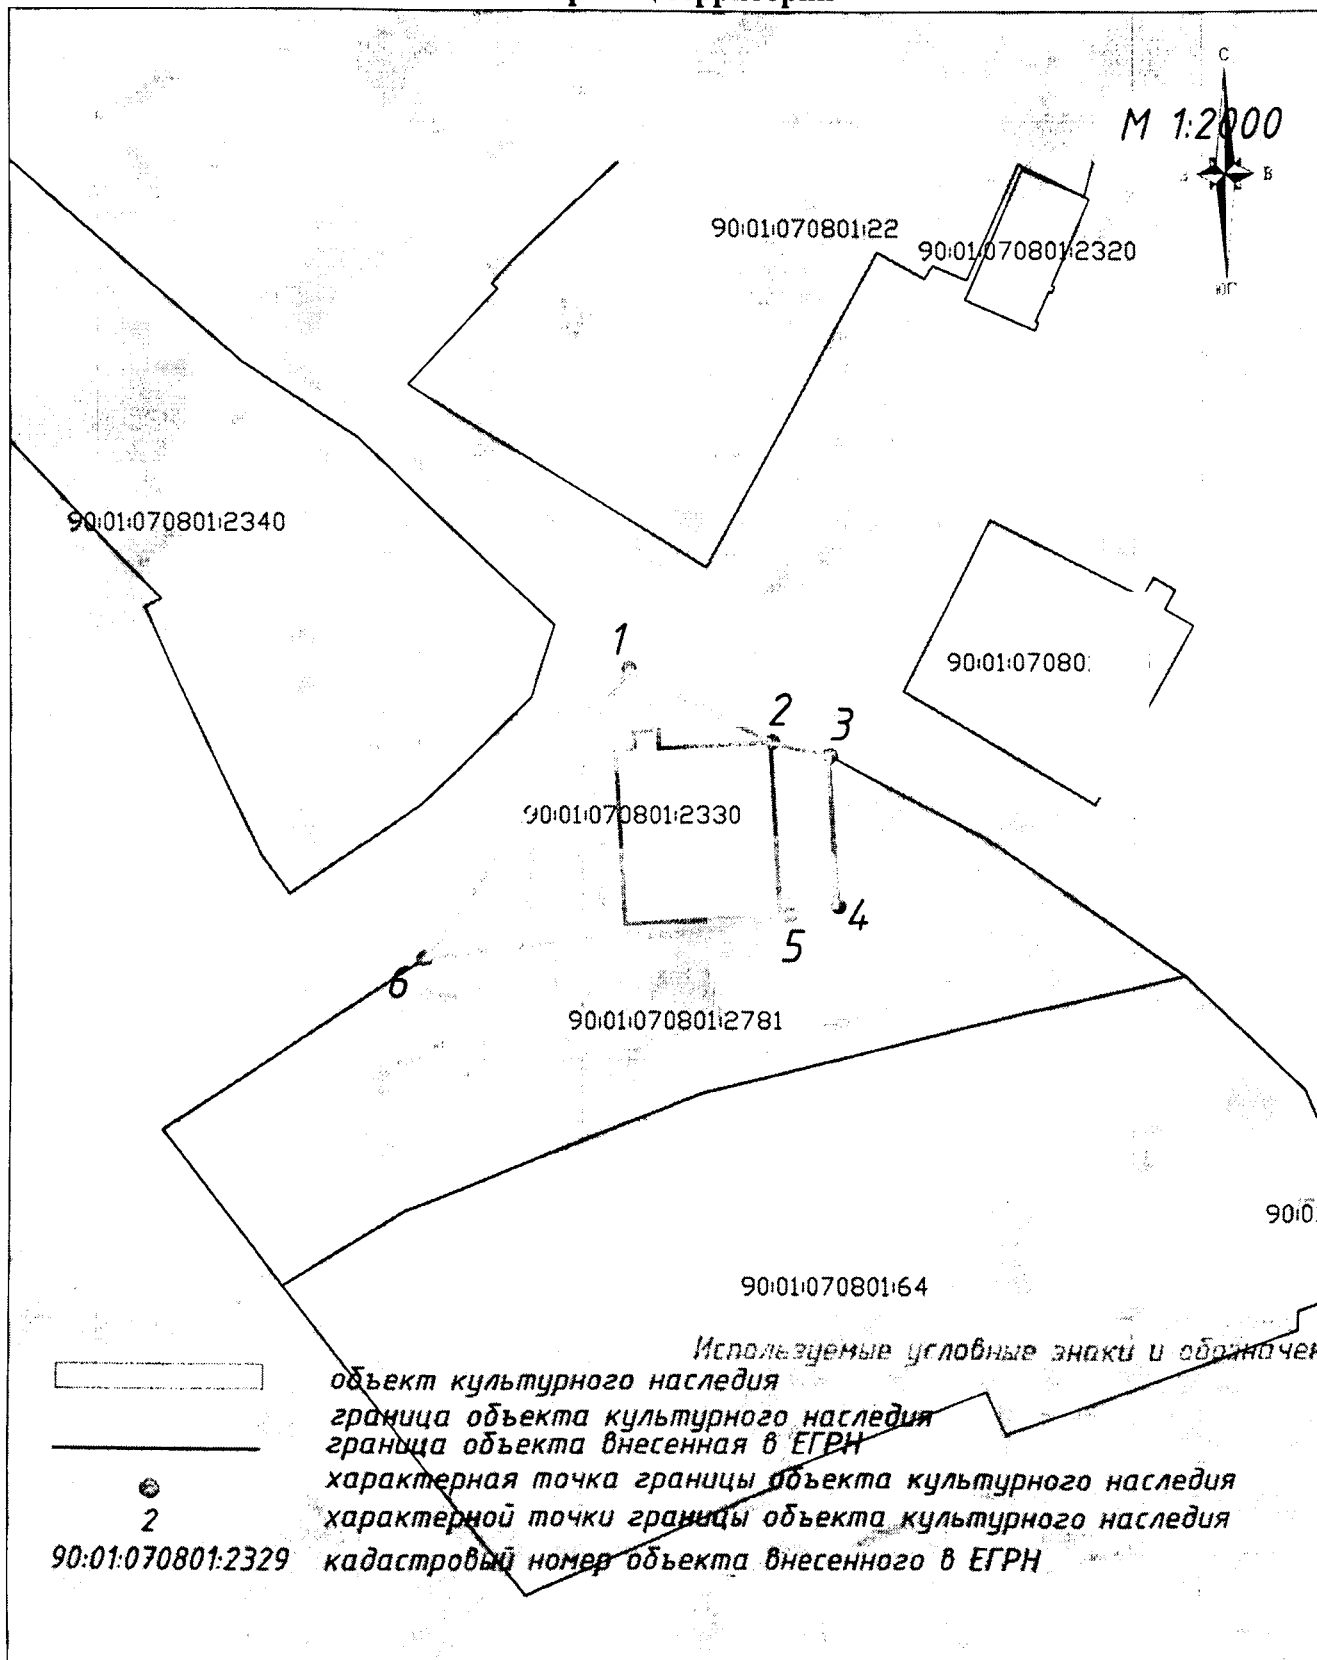 С
М 1:2000
В
ЮГ
90:01:070801:22
90:01:070801:2320
90:01:070801:2340
90:01:07080
1
2
3
90:01:070801:2330
4
5
6
90:01:070801:2781
90:01:070801:64
Используемые условные знаки и обозначен
объект культурного наследия
граница объекта культурного наследия
граница объекта внесенная в ЕГРН
характерная точка границы объекта культурного наследия
2 характерной точки границы объекта культурного наследия
90:01:070801:2329 кадастровый номер объекта внесенного в ЕГРН